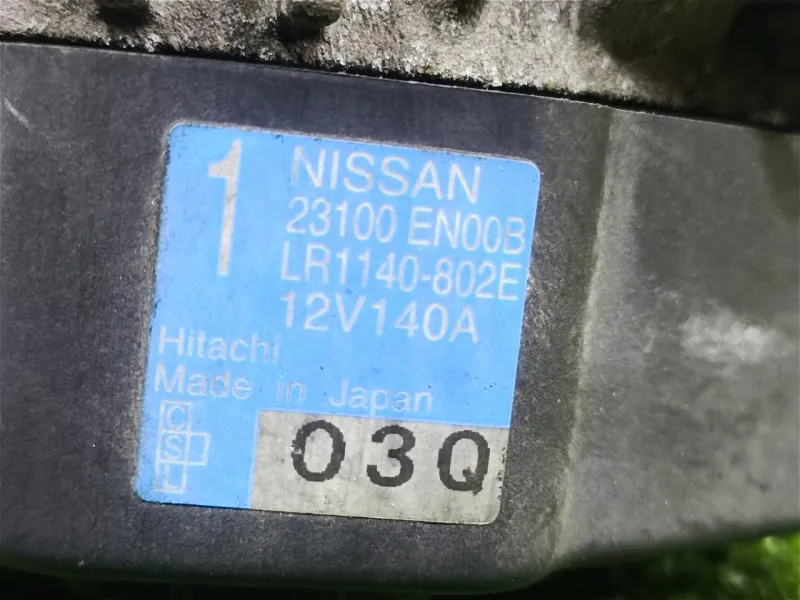 1
NISSAN
23100 EN00B
LR1140-802E
12V140A
Hitachi
Made in Japan
C
S
L
03Q